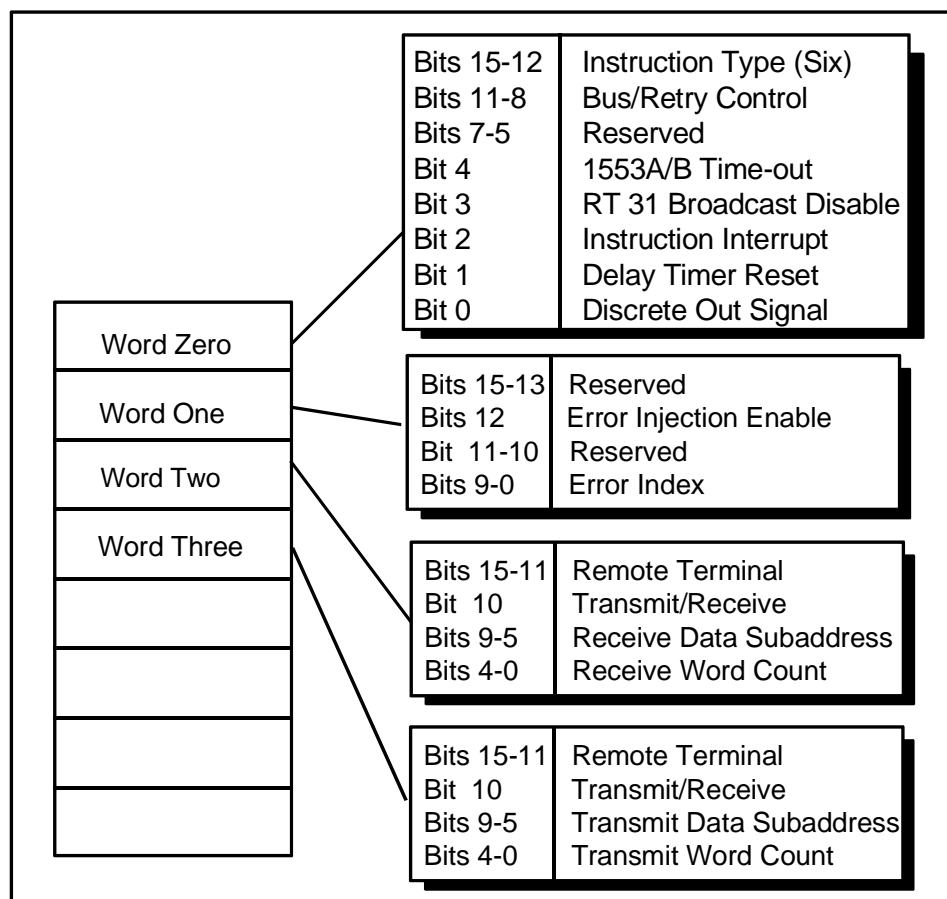 Bits 15-12 Instruction Type (Six)
Bits 11-8 Bus/Retry Control
Bits 7-5 Reserved
Bit 4 1553A/B Time-out
Bit 3 RT 31 Broadcast Disable
Bit 2 Instruction Interrupt
Bit 1 Delay Timer Reset
Bit 0 Discrete Out Signal
Word Zero
Word One
Word Two
Word Three
Bits 15-13 Reserved
Bits 12 Error Injection Enable
Bit 11-10 Reserved
Bits 9-0 Error Index
Bits 15-11 Remote Terminal
Bit 10 Transmit/Receive
Bits 9-5 Receive Data Subaddress
Bits 4-0 Receive Word Count
Bits 15-11 Remote Terminal
Bit 10 Transmit/Receive
Bits 9-5 Transmit Data Subaddress
Bits 4-0 Transmit Word Count